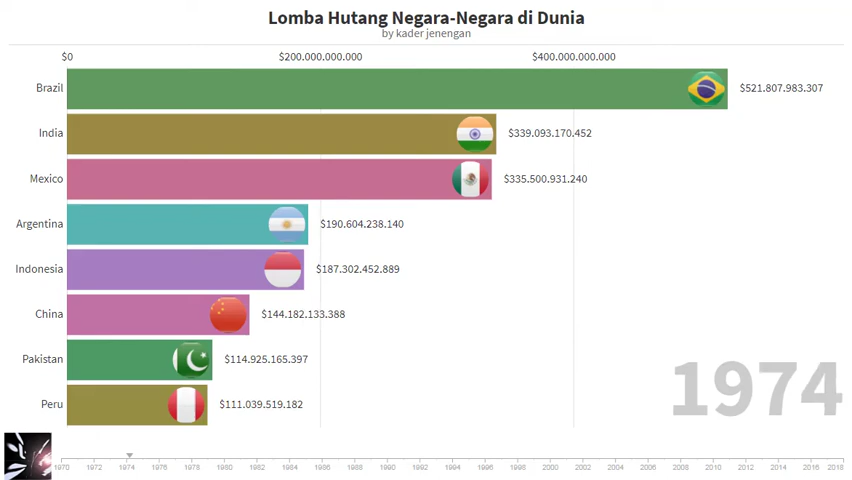 Lomba Hutang Negara-Negara di Dunia
by kader jenengan
$0 $200.000.000.000 $400.000.000.000
Brazil $521.807.983.307
India $339.093.170.452
Mexico $335.500.931.240
Argentina $190.604.238.140
Indonesia $187.302.452.889
China $144.182.133.388
Pakistan $114.925.165.397
Peru $111.039.519.182
1974
1970 1972 1974 1976 1978 1980 1982 1984 1986 1988 1990 1992 1994 1996 1998 2000 2002 2004 2006 2008 2010 2012 2014 2016 2018